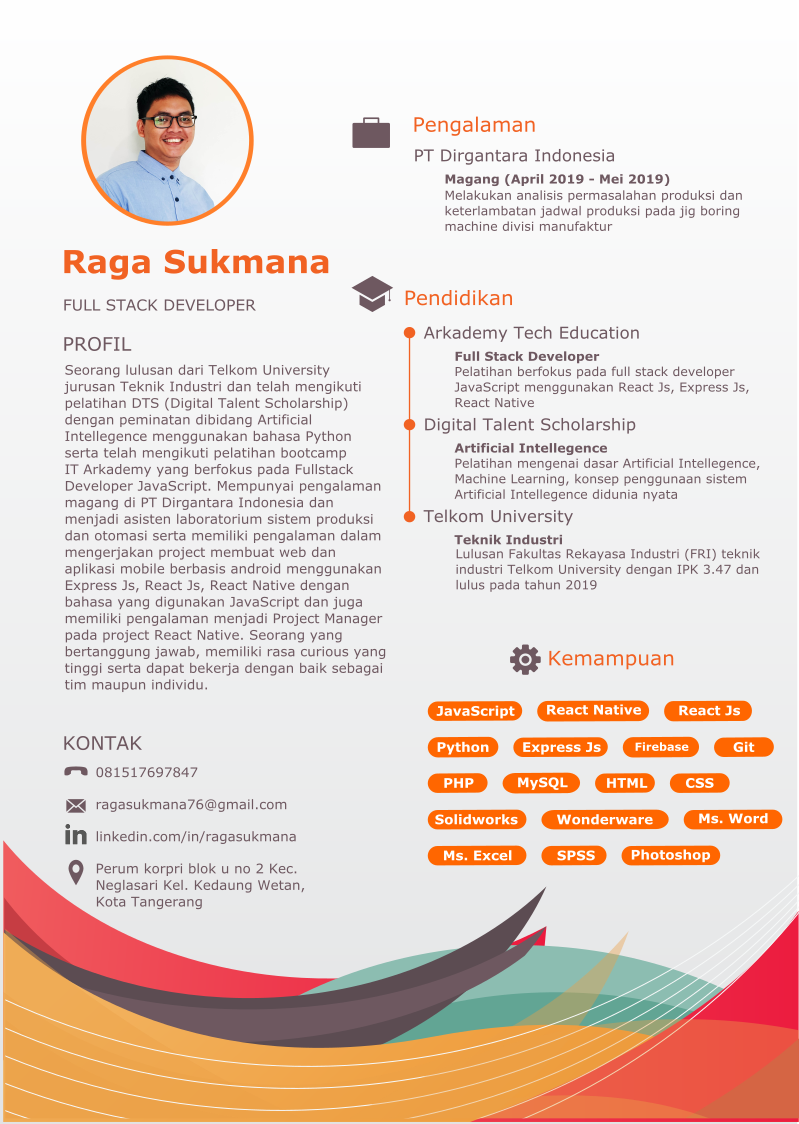 Raga Sukmana
FULL STACK DEVELOPER
PROFIL
Seorang lulusan dari Telkom University
jurusan Teknik Industri dan telah mengikuti
pelatihan DTS (Digital Talent Scholarship)
dengan peminatan dibidang Artificial
Intellegence menggunakan bahasa Python
serta telah mengikuti pelatihan bootcamp
IT Arkademy yang berfokus pada Fullstack
Developer JavaScript. Mempunyai pengalaman
magang di PT Dirgantara Indonesia dan
menjadi asisten laboratorium sistem produksi
dan otomasi serta memiliki pengalaman dalam
mengerjakan project membuat web dan
aplikasi mobile berbasis android menggunakan
Express Js, React Js, React Native dengan
bahasa yang digunakan JavaScript dan juga
memiliki pengalaman menjadi Project Manager
pada project React Native. Seorang yang
bertanggung jawab, memiliki rasa curious yang
tinggi serta dapat bekerja dengan baik sebagai
tim maupun individu.
KONTAK
081517697847
ragasukmana76@gmail.com
in linkedin.com/in/ragasukmana
Perum korpri blok u no 2 Kec.
Neglasari Kel. Kedaung Wetan,
Kota Tangerang
Pengalaman
PT Dirgantara Indonesia
Magang (April 2019 - Mei 2019)
Melakukan analisis permasalahan produksi dan
keterlambatan jadwal produksi pada jig boring
machine divisi manufaktur
Pendidikan
Arkademy Tech Education
Full Stack Developer
Pelatihan berfokus pada full stack developer
JavaScript menggunakan React Js, Express Js,
React Native
Digital Talent Scholarship
Artificial Intellegence
Pelatihan mengenai dasar Artificial Intellegence,
Machine Learning, konsep penggunaan sistem
Artificial Intellegence didunia nyata
Telkom University
Teknik Industri
Lulusan Fakultas Rekayasa Industri (FRI) teknik
industri Telkom University dengan IPK 3.47 dan
lulus pada tahun 2019
Kemampuan
JavaScript React Native React Js
Python Express Js Firebase Git
PHP MySQL HTML CSS
Solidworks Wonderware Ms. Word
Ms. Excel SPSS Photoshop